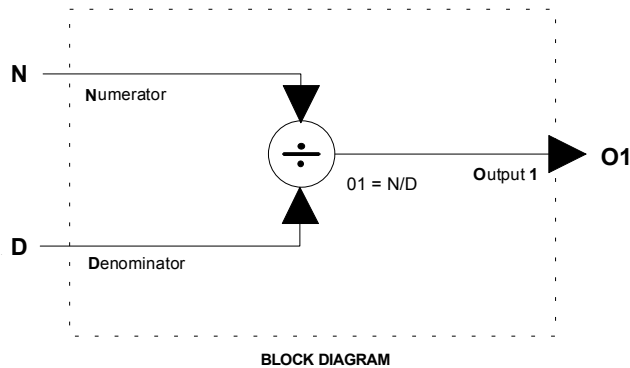 N
Numerator
÷
O1
Output 1
01 = N/D
D
Denominator
BLOCK DIAGRAM